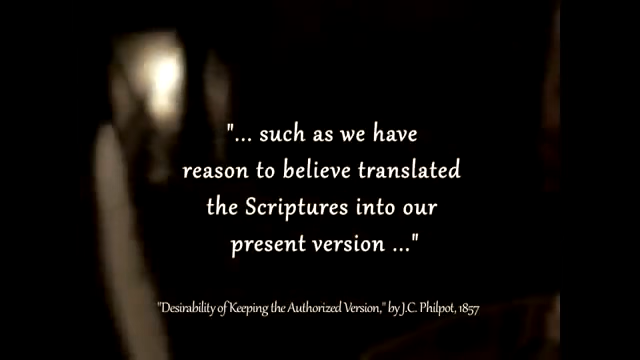 "... such as we have
reason to believe translated
the Scriptures into our
present version ..."
"Desirability of Keeping the Authorized Version," by J.C. Philpot, 1857